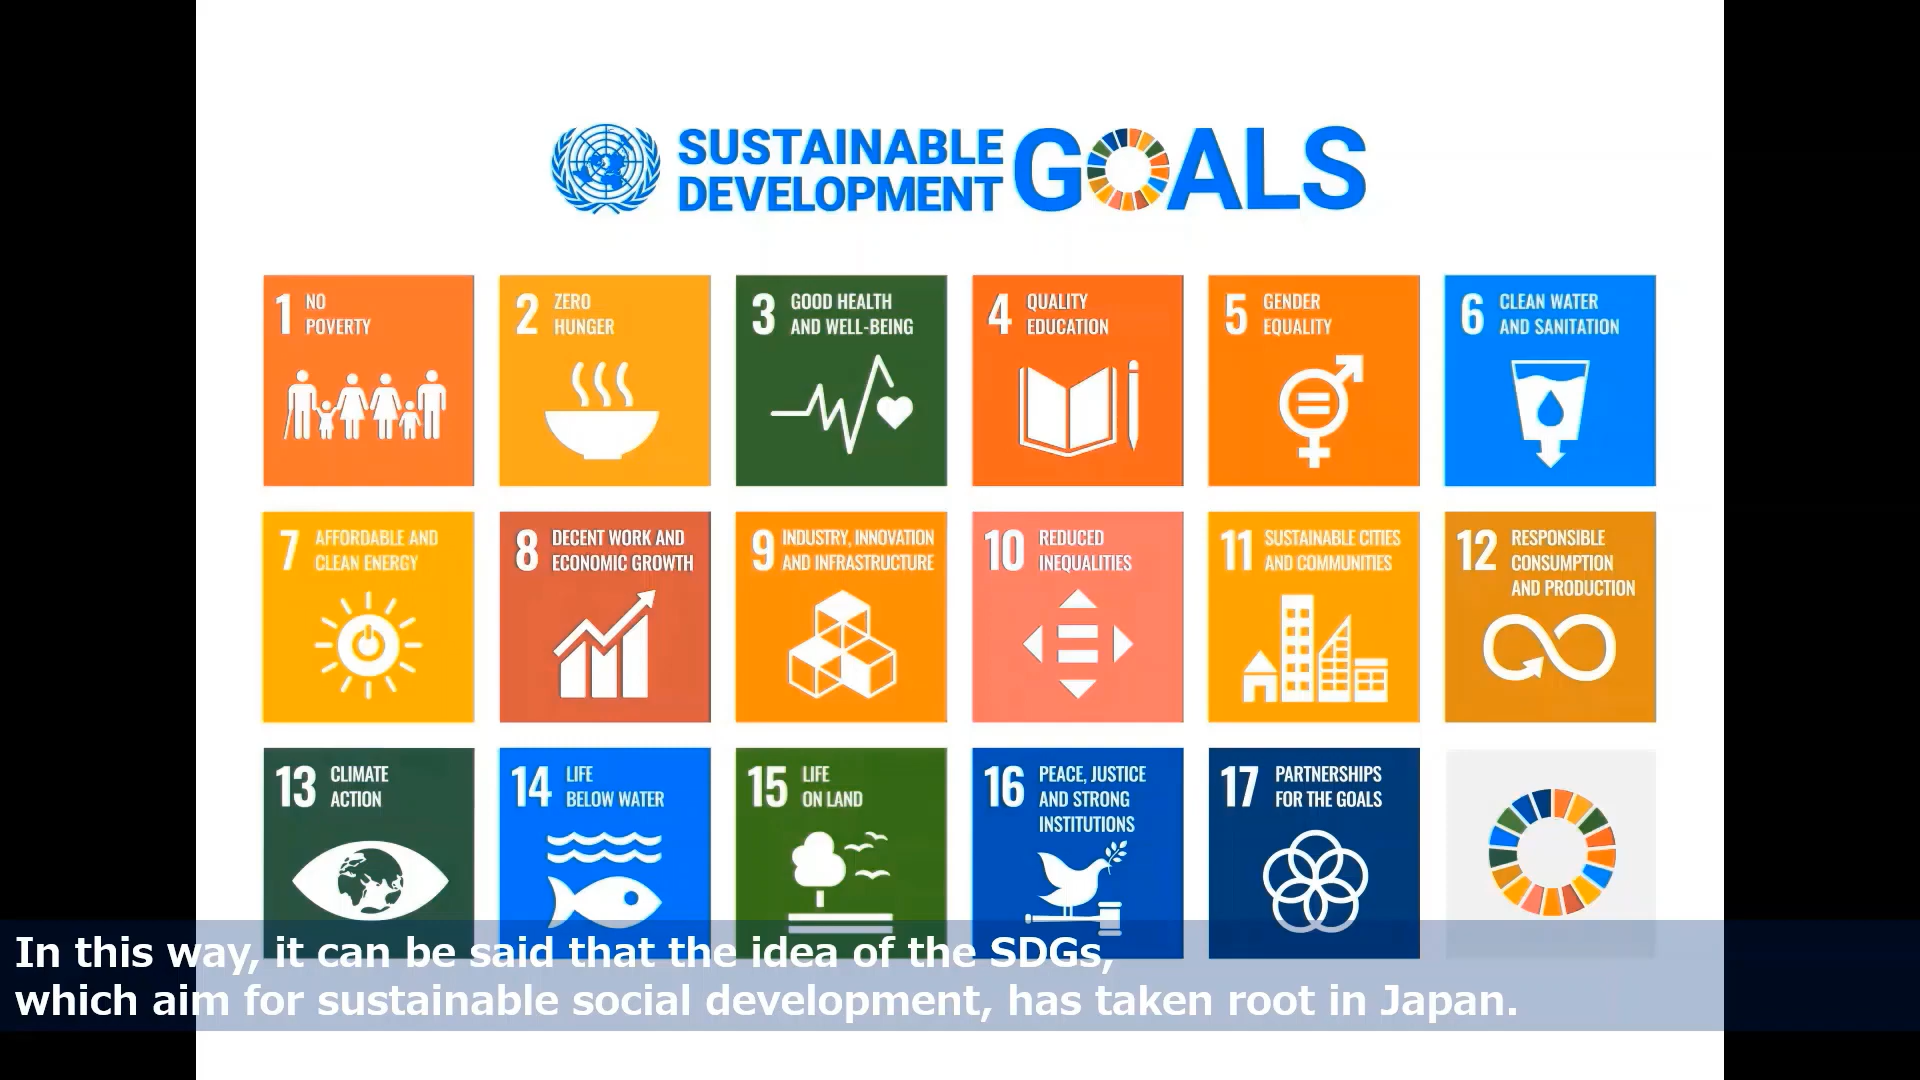 SUSTAINABLE
DEVELOPMENT
GOALS
1 NO
POVERTY
2 ZERO
HUNGER
3 GOOD HEALTH
AND WELL-BEING
4 QUALITY
EDUCATION
5 GENDER
EQUALITY
6 CLEAN WATER
AND SANITATION
7 AFFORDABLE AND
CLEAN ENERGY
8 DECENT WORK AND
ECONOMIC GROWTH
9 INDUSTRY, INNOVATION
AND INFRASTRUCTURE
10 REDUCED
INEQUALITIES
11 SUSTAINABLE CITIES
AND COMMUNITIES
12 RESPONSIBLE
CONSUMPTION
AND PRODUCTION
13 CLIMATE
ACTION
14 LIFE
BELOW WATER
15 LIFE
ON LAND
16 PEACE, JUSTICE
AND STRONG
INSTITUTIONS
17 PARTNERSHIPS
FOR THE GOALS
In this way, it can be said that the idea of the SDGs,
which aim for sustainable social development, has taken root in Japan.